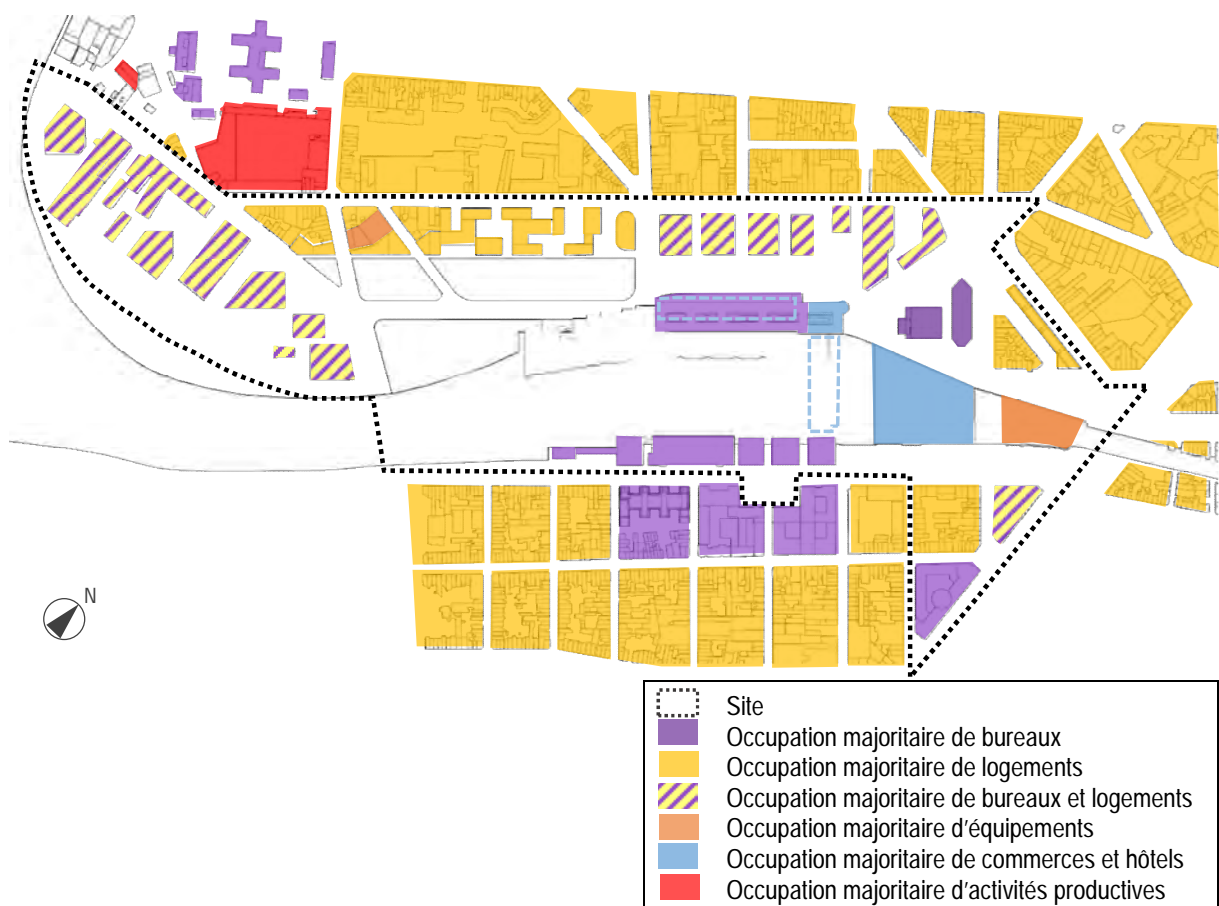 N
Site
Occupation majoritaire de bureaux
Occupation majoritaire de logements
Occupation majoritaire de bureaux et logements
Occupation majoritaire d'équipements
Occupation majoritaire de commerces et hôtels
Occupation majoritaire d'activités productives